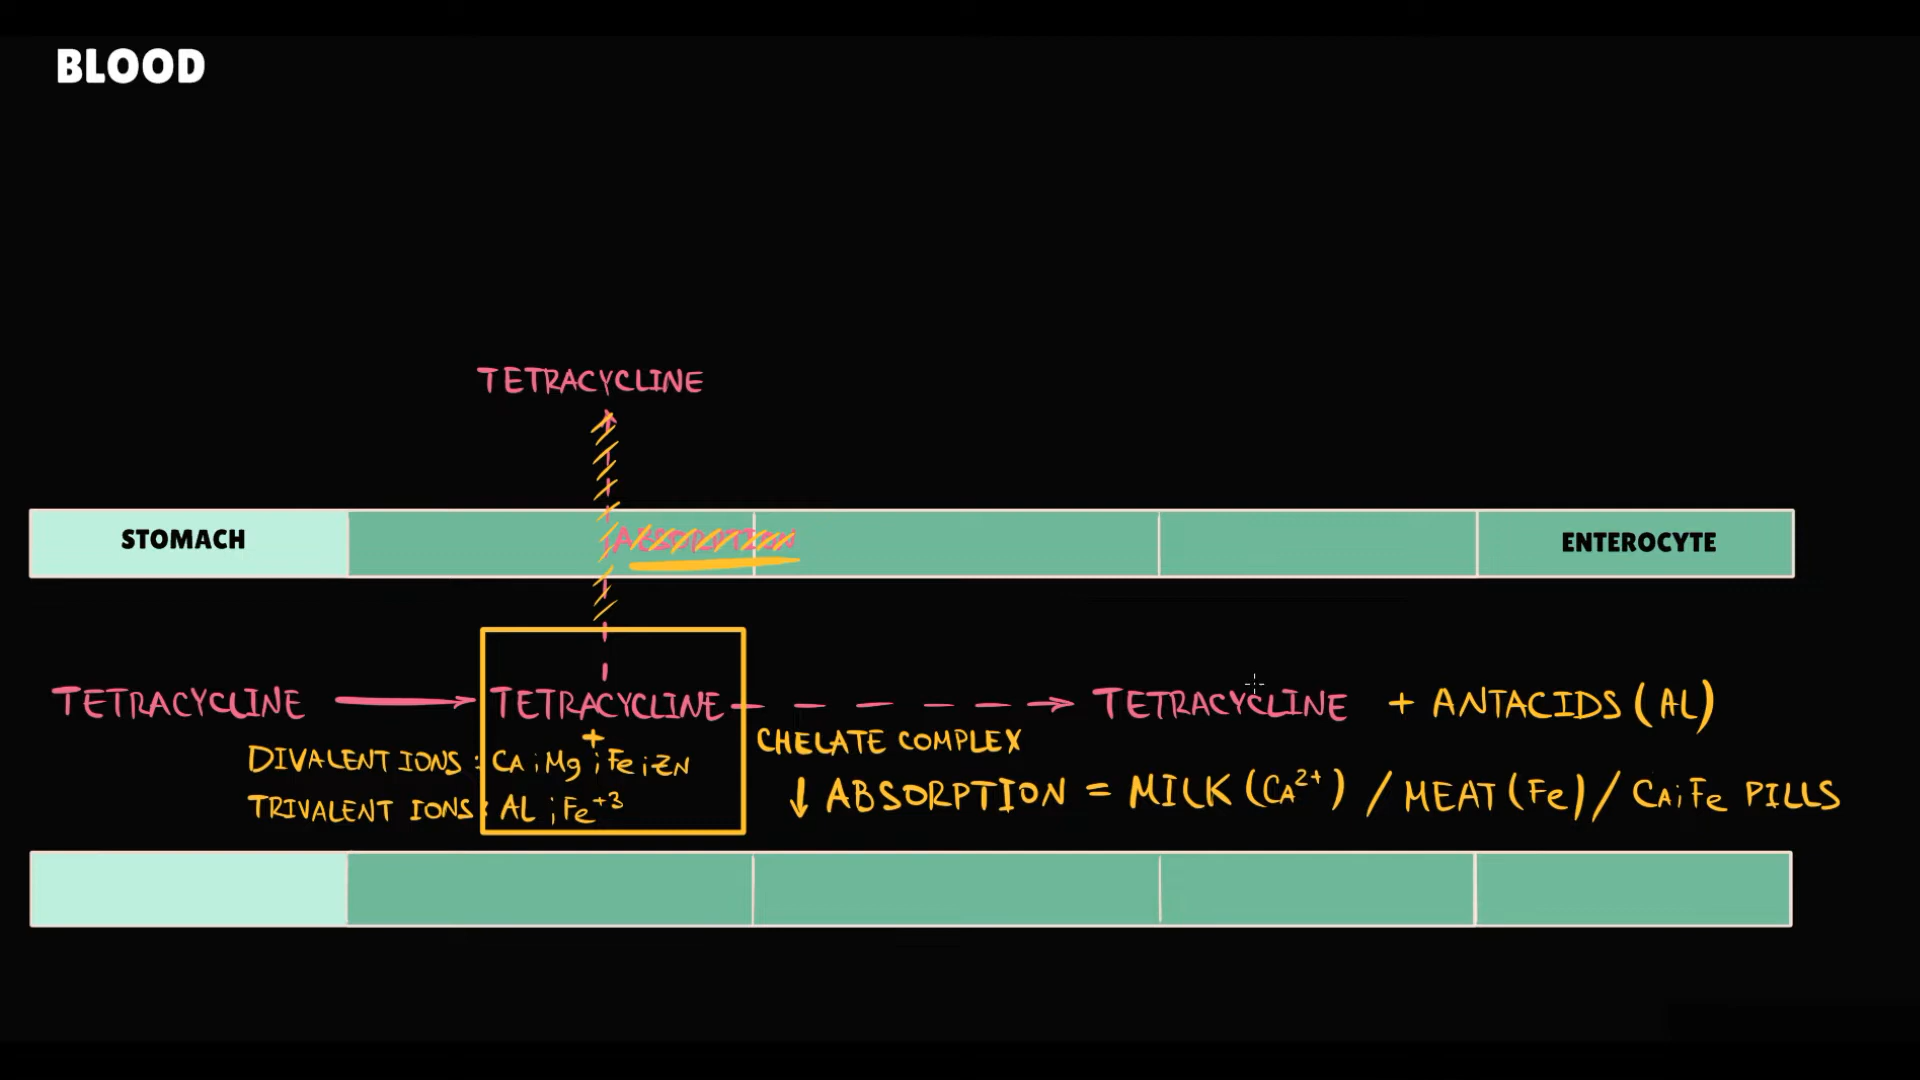 BLOOD
TETRACYCLINE
STOMACH
ABSORPTION
ENTEROCYTE
TETRACYCLINE
TETRACYCLINE
TETRACYCLINE + ANTACIDS (AL)
+
CHELATE COMPLEX
DIVALENT IONS : CA ; Mg ; Fe ; ZN
↓ ABSORPTION = MILK (CA²⁺) / MEAT (Fe) / CA ; Fe PILLS
TRIVALENT IONS : AL ; Fe⁺³